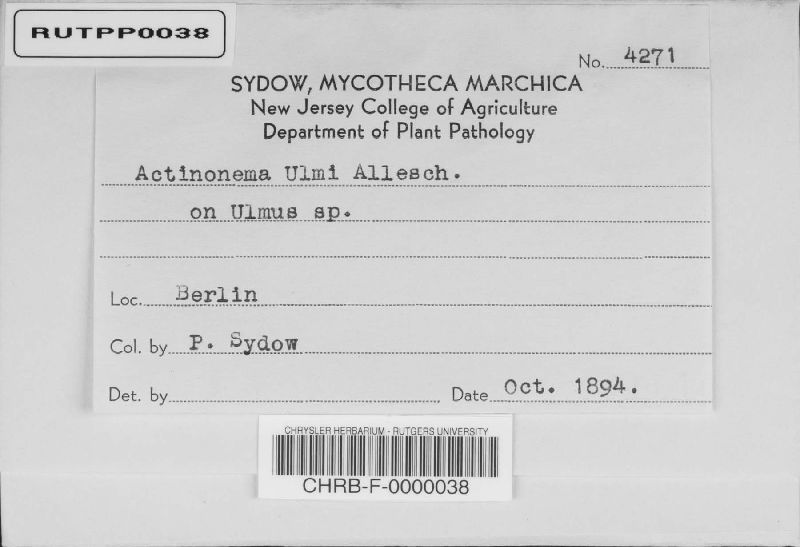 RUTPP0038
No. 4271
SYDOW, MYCOTHECA MARCHICA
New Jersey College of Agriculture
Department of Plant Pathology
Actinonema Ulmi Allesch.
on Ulmus sp.
Loc. Berlin
Col. by P. Sydow
Det. by
Date Oct. 1894.
CHRYSLER HERBARIUM - RUTGERS UNIVERSITY
CHRB-F-0000038